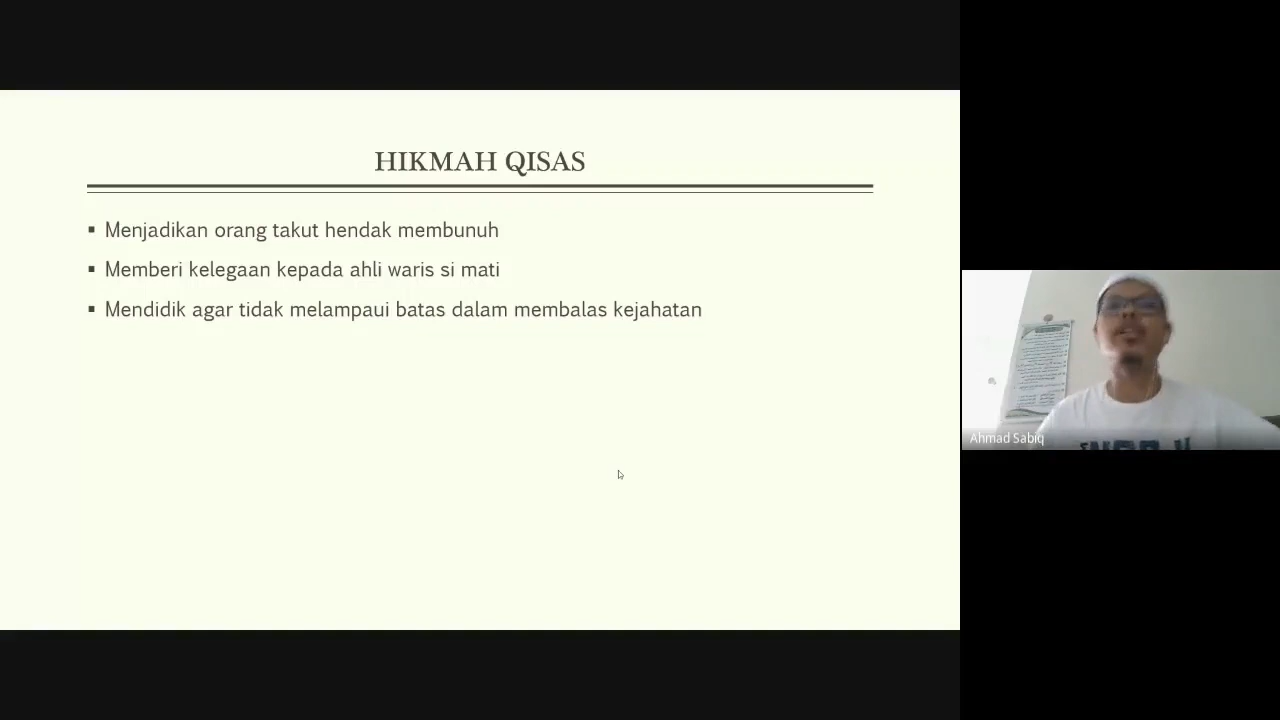 HIKMAH QISAS
▪ Menjadikan orang takut hendak membunuh
▪ Memberi kelegaan kepada ahli waris si mati
▪ Mendidik agar tidak melampaui batas dalam membalas kejahatan
Ahmad Sabiq